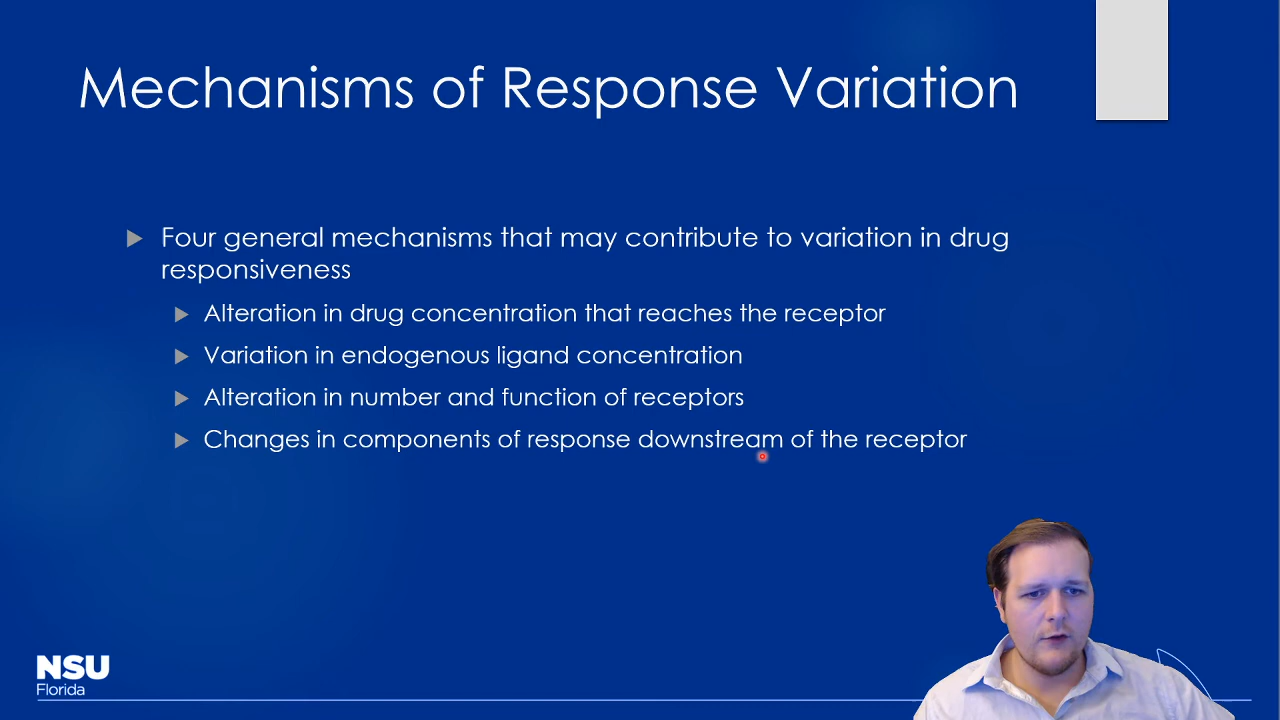 Mechanisms of Response Variation
Four general mechanisms that may contribute to variation in drug
responsiveness
Alteration in drug concentration that reaches the receptor
Variation in endogenous ligand concentration
Alteration in number and function of receptors
Changes in components of response downstream of the receptor
NSU
Florida